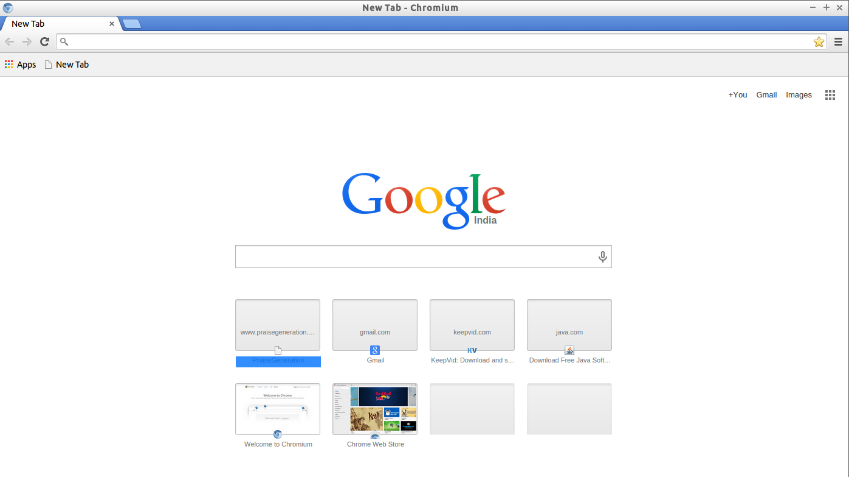 New Tab - Chromium
New Tab
Apps
New Tab
+You Gmail Images
Google
India
www.praisegeneration....
gmail.com
keepvid.com
java.com
PraiseGeneration
Gmail
KV
KeepVid: Download and s...
Download Free Java Soft...
Welcome to Chromium
Chrome Web Store